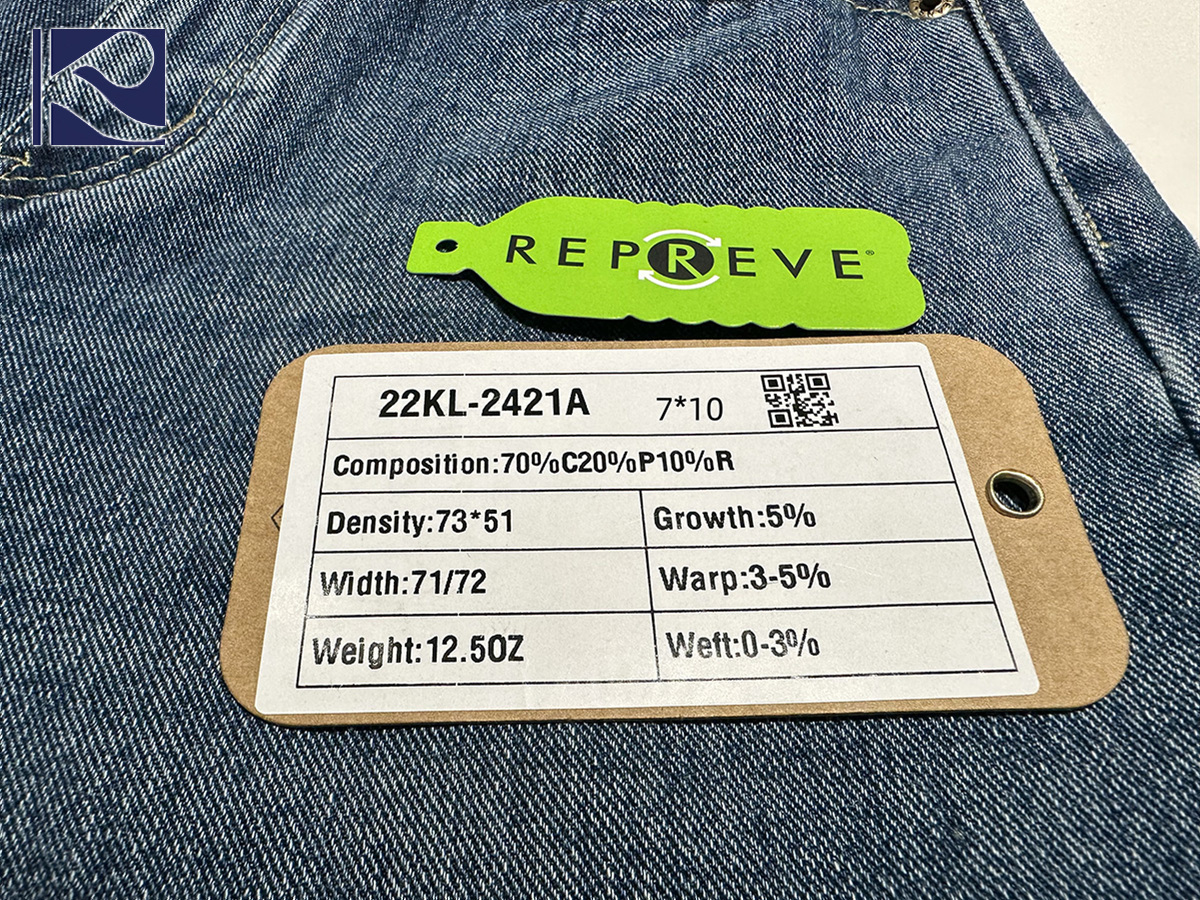 REPREVE®
22KL-2421A 7*10
Composition:70%C20%P10%R
Density:73*51 Growth:5%
Width:71/72 Warp:3-5%
Weight:12.5OZ Weft:0-3%